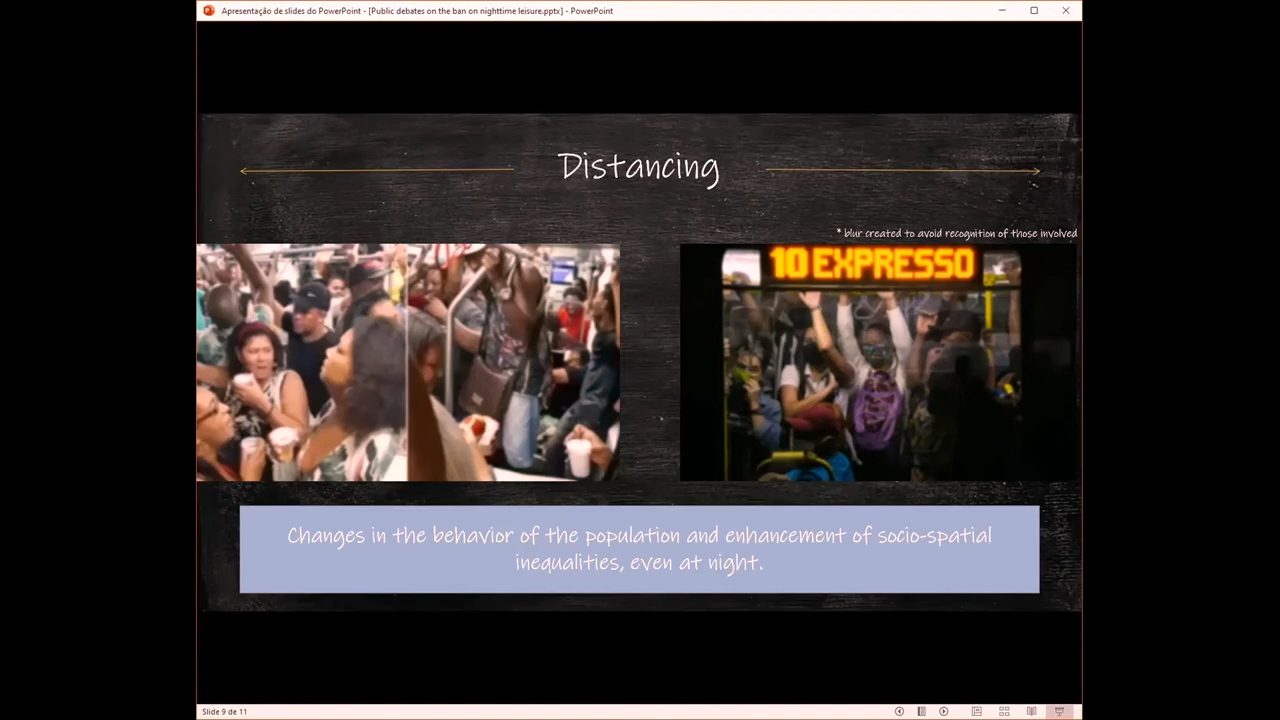 Apresentação de slides do PowerPoint - [Public debates on the ban on nighttime leisure.pptx] - PowerPoint
Distancing
* blur created to avoid recognition of those involved
10 EXPRESSO
Changes in the behavior of the population and enhancement of socio-spatial
inequalities, even at night.
Slide 9 de 11